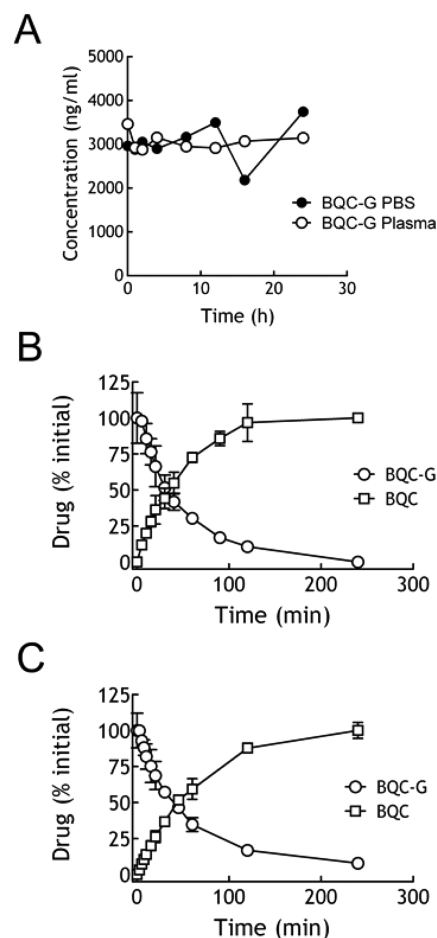 A
Concentration (ng/ml)
6000
5000
4000
3000
2000
1000
0
BQC-G PBS
BQC-G Plasma
0 10 20 30
Time (h)
B
Drug (% initial)
125
100
75
50
25
0
BQC-G
BQC
0 100 200 300
Time (min)
C
Drug (% initial)
125
100
75
50
25
0
BQC-G
BQC
0 100 200 300
Time (min)